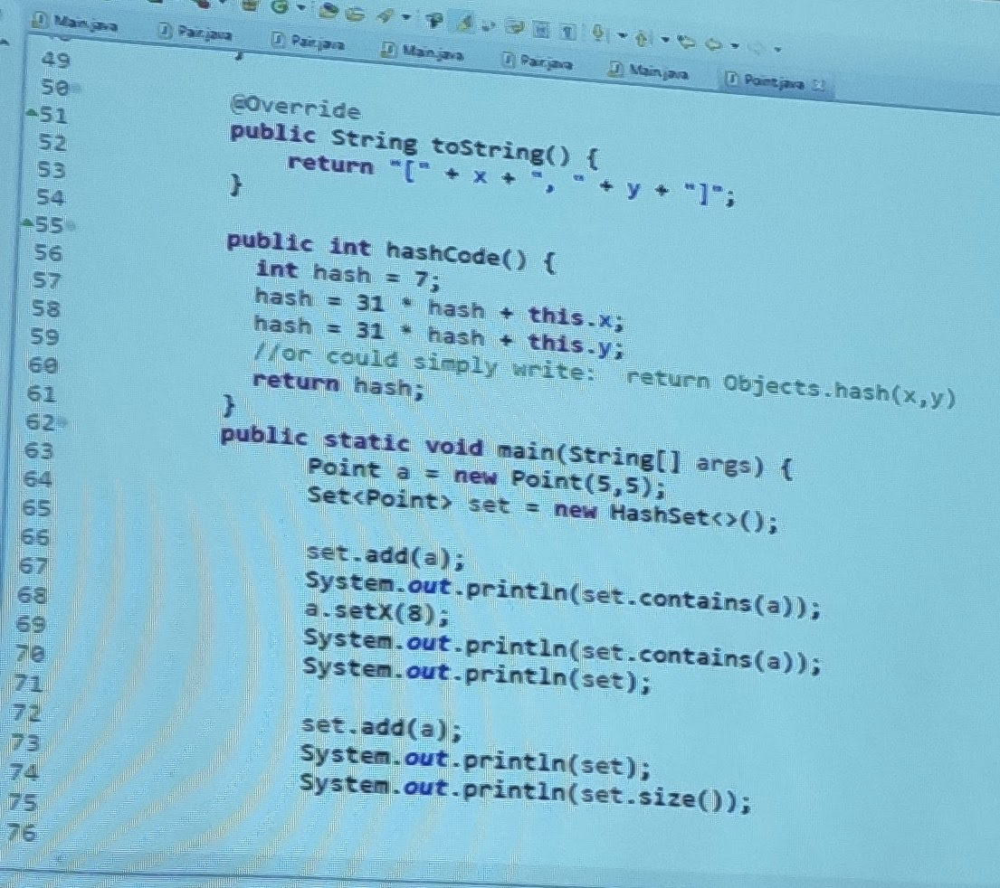 Main.java Pair.java Pair.java Main.java Pair.java Main.java Point.java
49 }
50
51 @Override
52 public String toString() {
53 return "[" + x + ", " + y + "]";
54 }
55
56 public int hashCode() {
57 int hash = 7;
58 hash = 31 * hash + this.x;
59 hash = 31 * hash + this.y;
60 //or could simply write: return Objects.hash(x,y)
61 return hash;
62 }
63 public static void main(String[] args) {
64 Point a = new Point(5,5);
65 Set<Point> set = new HashSet<>();
66
67 set.add(a);
68 System.out.println(set.contains(a));
69 a.setX(8);
70 System.out.println(set.contains(a));
71 System.out.println(set);
72
73 set.add(a);
74 System.out.println(set);
75 System.out.println(set.size());
76